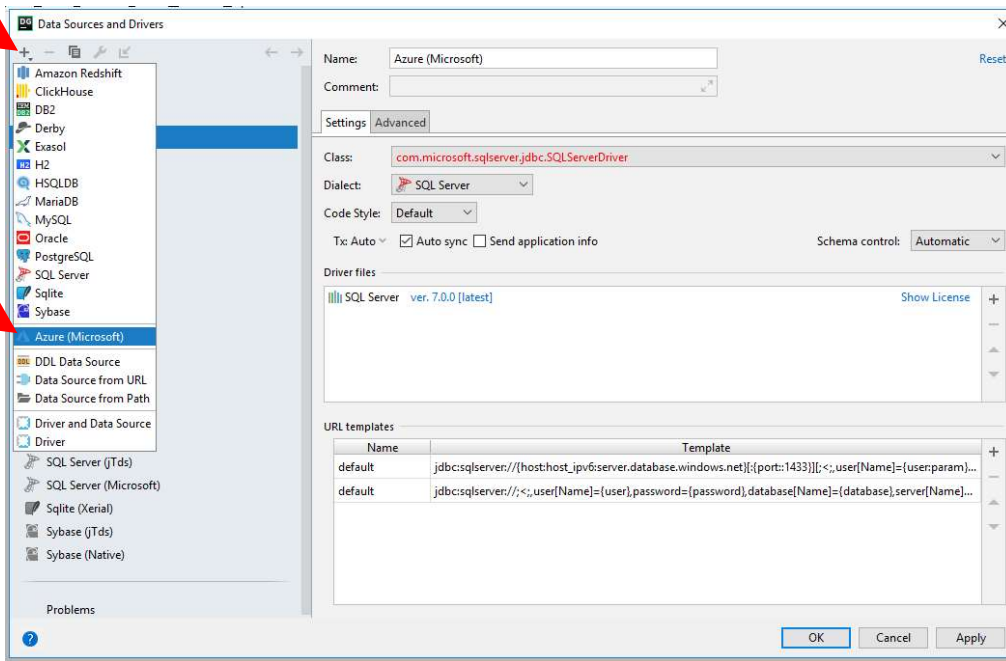 DG Data Sources and Drivers
Amazon Redshift
ClickHouse
DB2
Derby
Exasol
H2 H2
HSQLDB
MariaDB
MySQL
Oracle
PostgreSQL
SQL Server
Sqlite
Sybase
Azure (Microsoft)
DDL DDL Data Source
Data Source from URL
Data Source from Path
Driver and Data Source
Driver
SQL Server (jTds)
SQL Server (Microsoft)
Sqlite (Xerial)
Sybase (jTds)
Sybase (Native)
Problems
Name: Azure (Microsoft) Reset
Comment:
Settings Advanced
Class: com.microsoft.sqlserver.jdbc.SQLServerDriver
Dialect: SQL Server
Code Style: Default
Tx: Auto Auto sync Send application info Schema control: Automatic
Driver files
SQL Server ver. 7.0.0 [latest] Show License
URL templates
Name Template
default jdbc:sqlserver://{host:host_ipv6:server.database.windows.net}[:{port::1433}][;<;,user[Name]={user:param}...
default jdbc:sqlserver://;<;,user[Name]={user},password={password},database[Name]={database},server[Name]...
? OK Cancel Apply